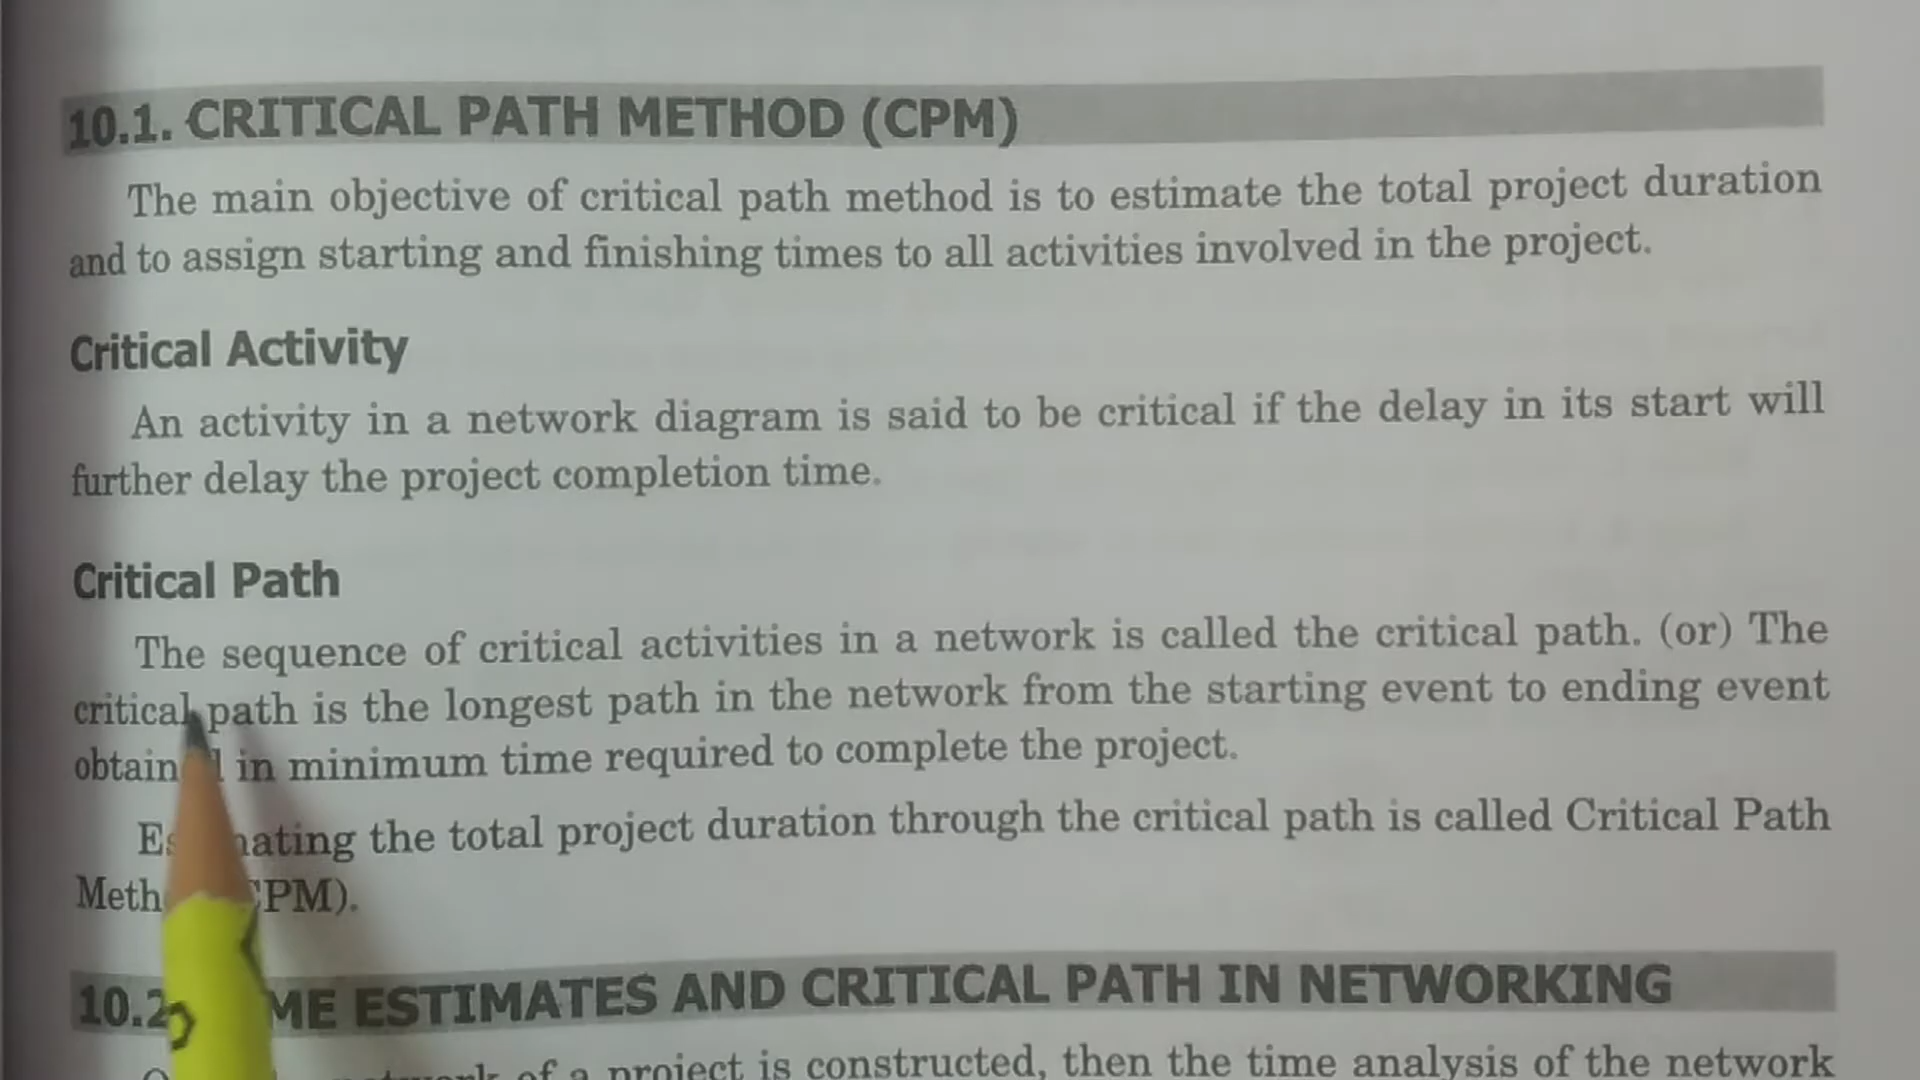 10.1. CRITICAL PATH METHOD (CPM)
The main objective of critical path method is to estimate the total project duration
and to assign starting and finishing times to all activities involved in the project.
Critical Activity
An activity in a network diagram is said to be critical if the delay in its start will
further delay the project completion time.
Critical Path
The sequence of critical activities in a network is called the critical path. (or) The
critical path is the longest path in the network from the starting event to ending event
in minimum time required to complete the project.
the total project duration through the critical path is called Critical Path
ESTIMATES AND CRITICAL PATH IN NETWORKING
of a project is constructed, then the time analysis of the network